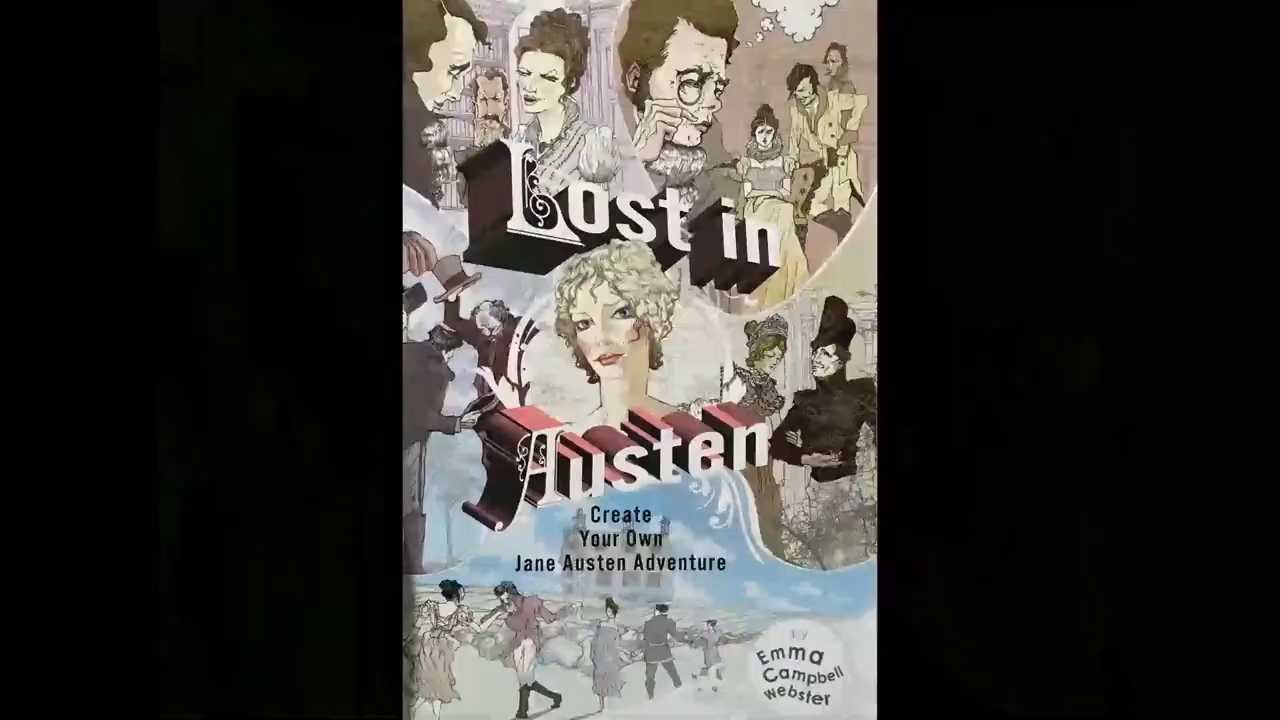 Lost in
Austen
Create
Your Own
Jane Austen Adventure
by
Emma
Campbell
Webster